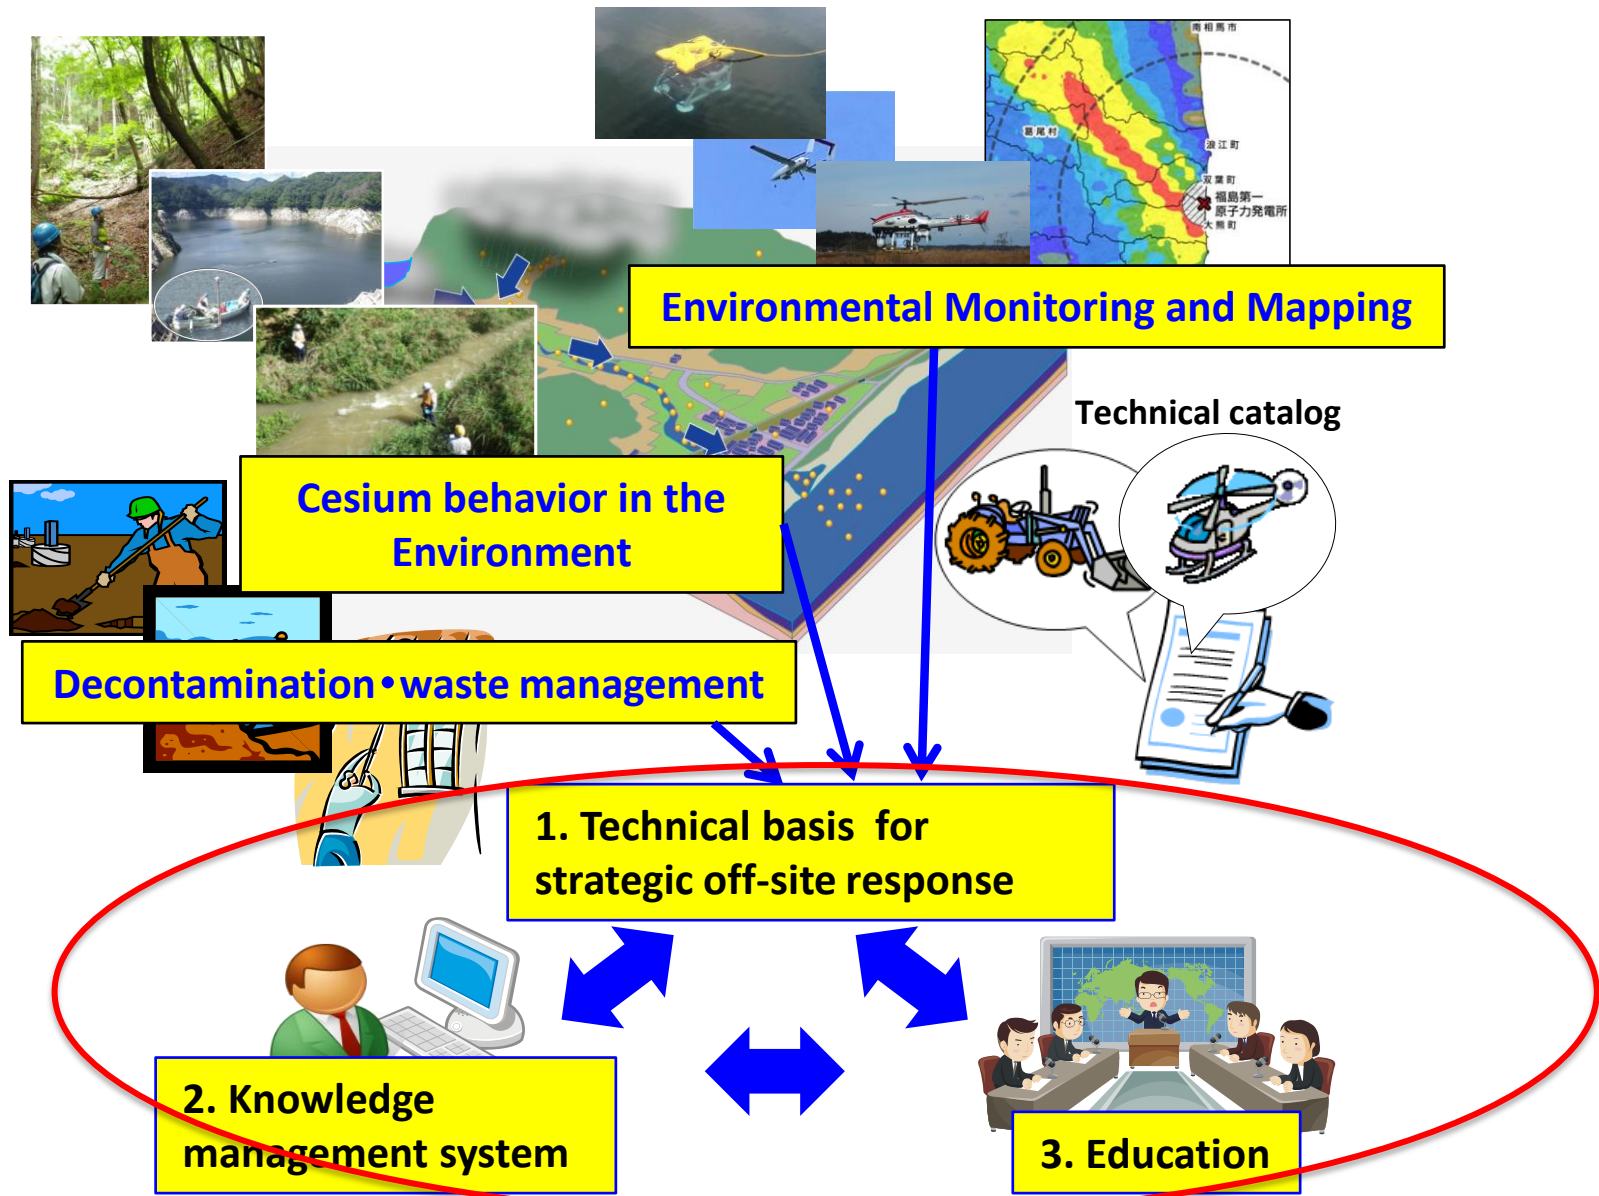 南相馬市
葛尾村
浪江町
双葉町
福島第一
原子力発電所
大熊町
Environmental Monitoring and Mapping
Technical catalog
Cesium behavior in the
Environment
Decontamination•waste management
1. Technical basis for
strategic off-site response
2. Knowledge
management system
3. Education